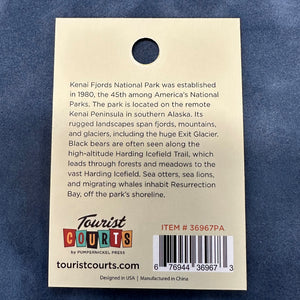 Kenai Fjords National Park was established
in 1980, the 45th among America's National
Parks. The park is located on the remote
Kenai Peninsula in southern Alaska. Its
rugged landscapes span fjords, mountains,
and glaciers, including the huge Exit Glacier.
Black bears are often seen along the
high-altitude Harding Icefield Trail, which
leads through forests and meadows to the
vast Harding Icefield. Sea otters, sea lions,
and migrating whales inhabit Resurrection
Bay, off the park's shoreline.
Tourist
COURTS
by PUMPERNICKEL PRESS
touristcourts.com
ITEM # 36967PA
6 76944 36967 3
Designed in USA | Manufactured in China